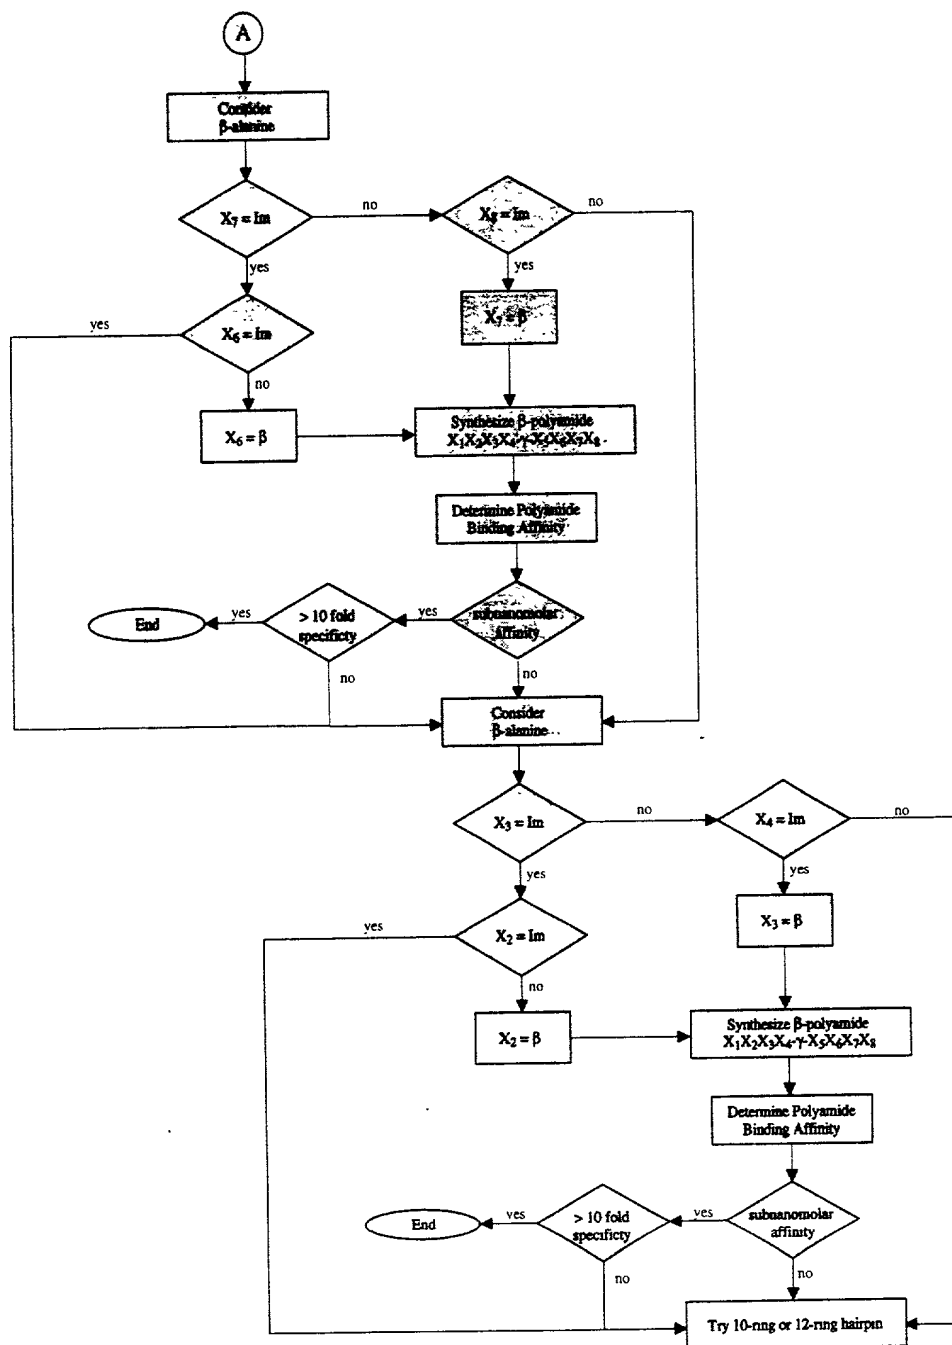 A
Consider
β-alanine
X7 = Im
no
X8 = Im
no
yes
yes
yes
X6 = Im
X7 = β
no
X6 = β
Synthesize β-polyamide
X1X2X3X4-γ-X5X6X7X8
Determine Polyamide
Binding Affinity
End
yes
> 10 fold
specificty
yes
subnanomolar
affinity
no
no
Consider
β-alanine
X3 = Im
no
X4 = Im
no
yes
yes
yes
X2 = Im
X3 = β
no
X2 = β
Synthesize β-polyamide
X1X2X3X4-γ-X5X6X7X8
Determine Polyamide
Binding Affinity
End
yes
> 10 fold
specificty
yes
subnanomolar
affinity
no
no
Try 10-ring or 12-ring hairpin